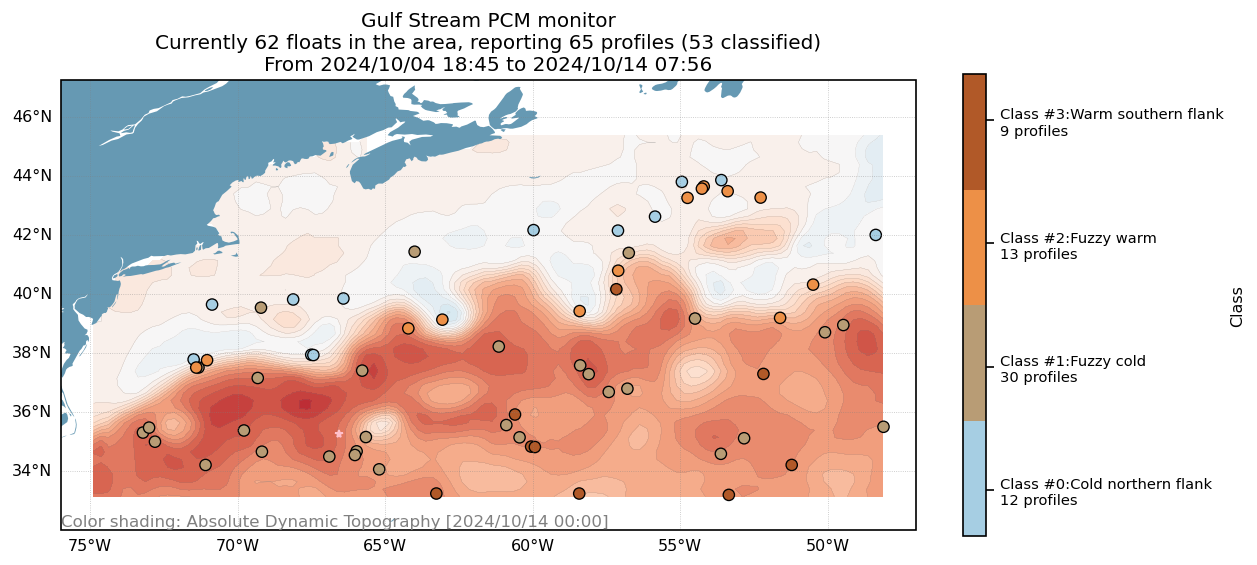 Gulf Stream PCM monitor
Currently 62 floats in the area, reporting 65 profiles (53 classified)
From 2024/10/04 18:45 to 2024/10/14 07:56
46°N
44°N
42°N
40°N
38°N
36°N
34°N
Color shading: Absolute Dynamic Topography [2024/10/14 00:00]
75°W
70°W
65°W
60°W
55°W
50°W
Class #3:Warm southern flank
9 profiles
Class #2:Fuzzy warm
13 profiles
Class #1:Fuzzy cold
30 profiles
Class #0:Cold northern flank
12 profiles
Class